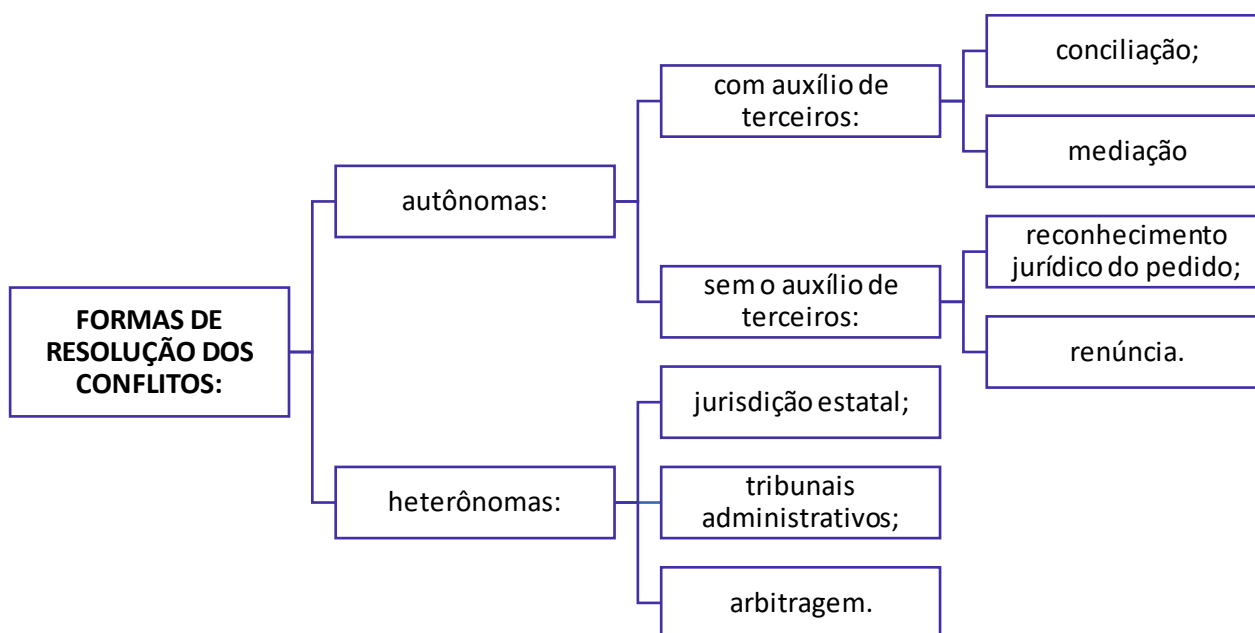 FORMAS DE
RESOLUÇÃO DOS
CONFLITOS:
autônomas:
com auxílio de
terceiros:
conciliação;
mediação
sem o auxílio de
terceiros:
reconhecimento
jurídico do pedido;
renúncia.
heterônomas:
jurisdição estatal;
tribunais
administrativos;
arbitragem.